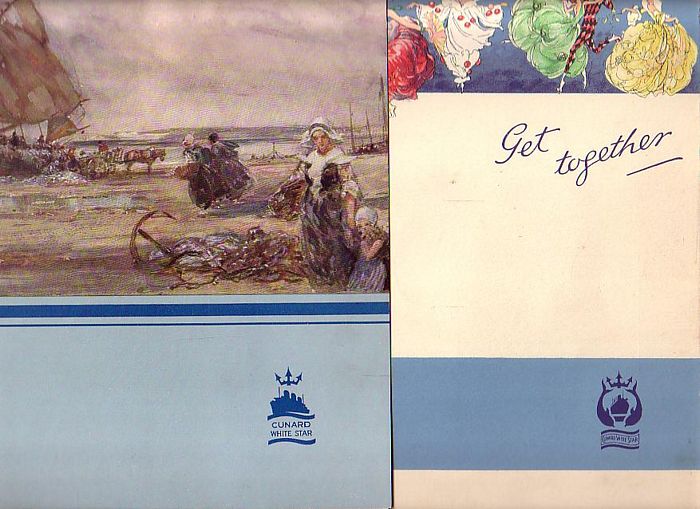 CUNARD
WHITE STAR
Get
together
CUNARD WHITE STAR